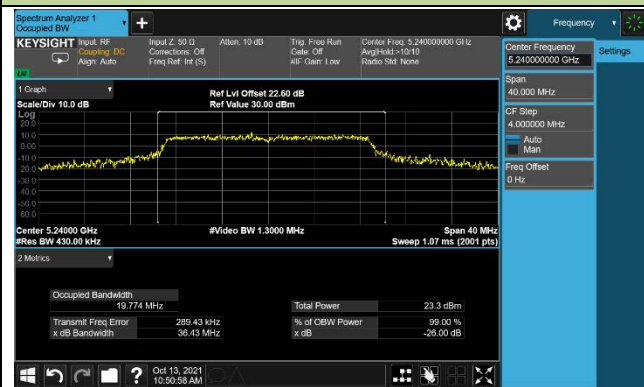 Spectrum Analyzer 1
Occupied BW
Frequency
KEYSIGHT
Input: RF
Coupling: DC
Align: Auto
Input Z: 50 Ω
Corrections: Off
Freq Ref: Int (S)
Atten: 10 dB
Trig: Free Run
Gate: Off
#IF Gain: Low
Center Freq: 5.240000000 GHz
Avg|Hold:>10/10
Radio Std: None
Center Frequency
5.240000000 GHz
Settings
Span
40.000 MHz
CF Step
4.000000 MHz
Auto
Man
Freq Offset
0 Hz
1 Graph
Scale/Div 10.0 dB
Ref Lvl Offset 22.60 dB
Ref Value 30.00 dBm
Log
20.0
10.0
0.00
-10.0
-20.0
-30.0
-40.0
-50.0
-60.0
Center 5.24000 GHz
#Res BW 430.00 kHz
#Video BW 1.3000 MHz
Span 40 MHz
Sweep 1.07 ms (2001 pts)
2 Metrics
Occupied Bandwidth
19.774 MHz
Total Power 23.3 dBm
Transmit Freq Error 289.43 kHz
% of OBW Power 99.00 %
x dB Bandwidth 36.43 MHz
x dB -26.00 dB
Oct 13, 2021
10:50:58 AM